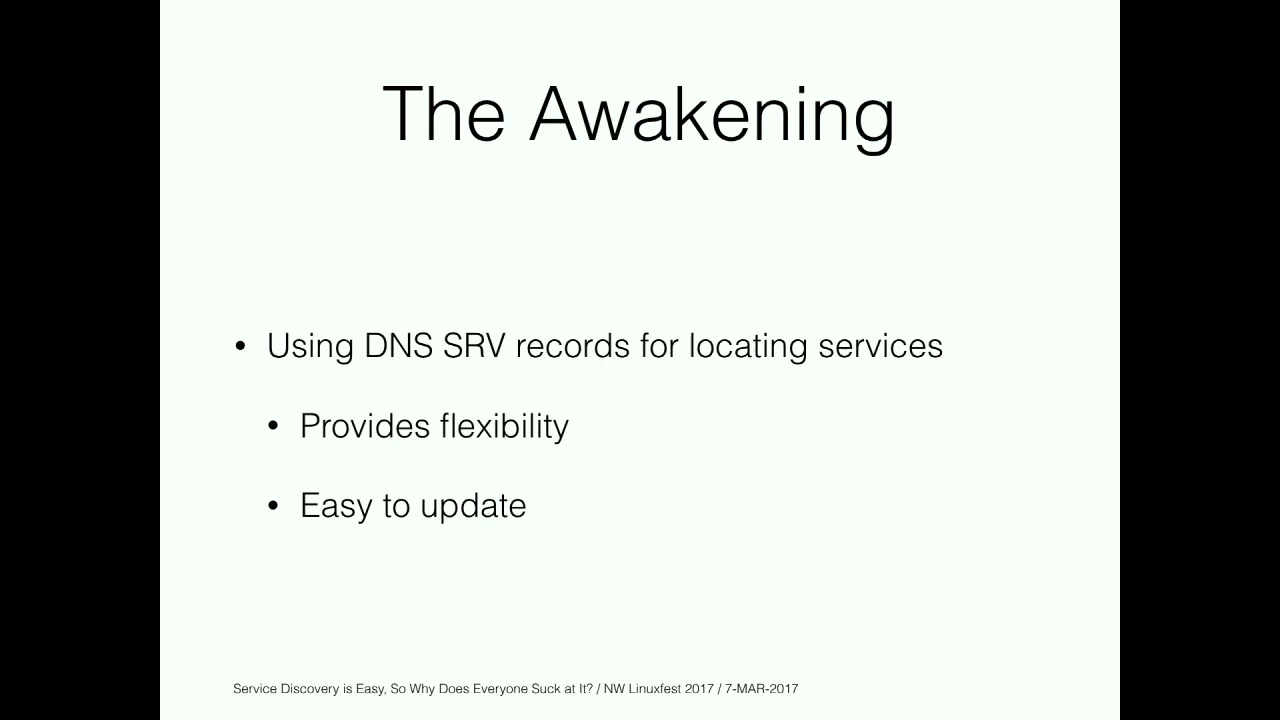 The Awakening
• Using DNS SRV records for locating services
• Provides flexibility
• Easy to update
Service Discovery is Easy, So Why Does Everyone Suck at It? / NW Linuxfest 2017 / 7-MAR-2017